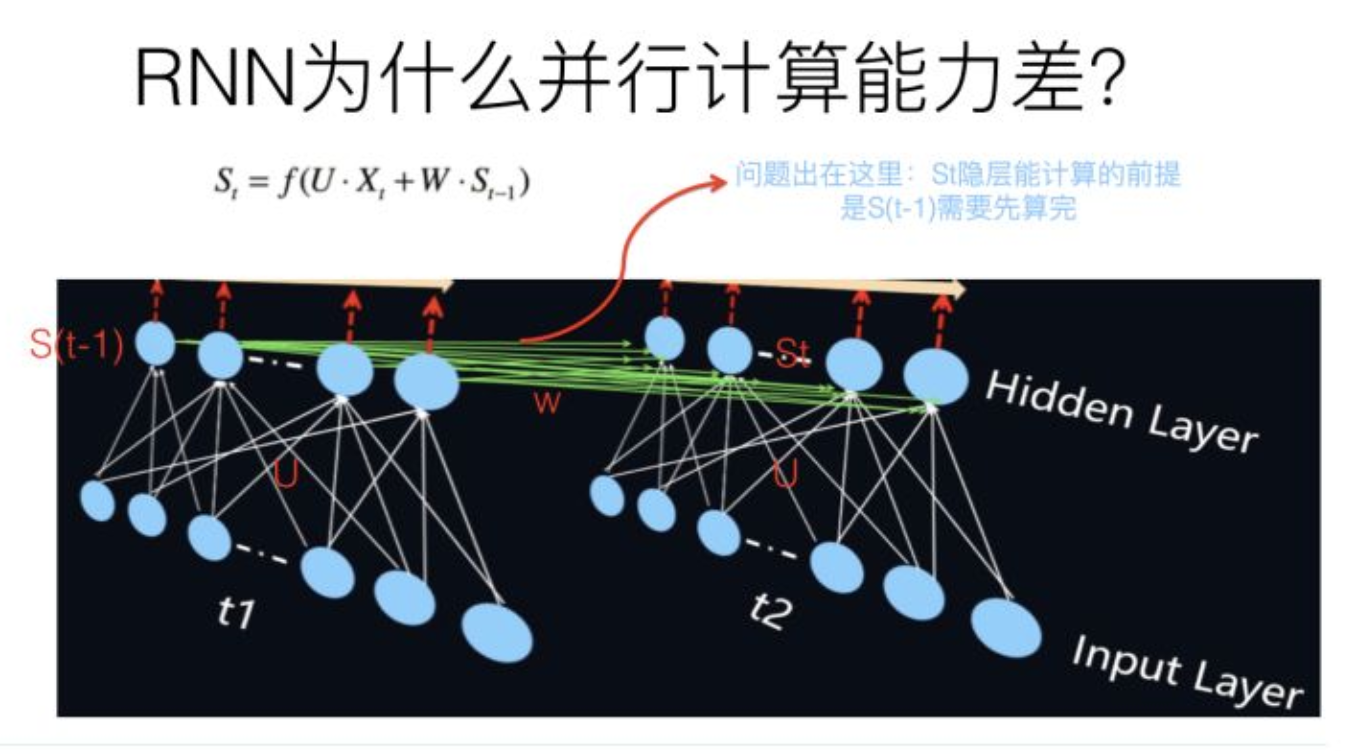 RNN为什么并行计算能力差？
S_t = f(U · X_t + W · S_{t-1})
问题出在这里：St隐层能计算的前提
是S(t-1)需要先算完
S(t-1)
St
W
Hidden Layer
U
U
t1
t2
Input Layer